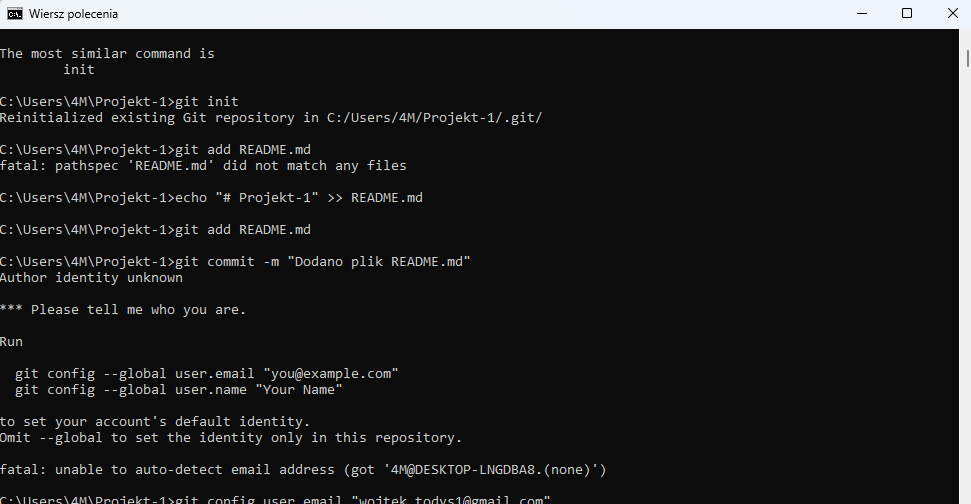 Wiersz polecenia
The most similar command is
init
C:\Users\4M\Projekt-1>git init
Reinitialized existing Git repository in C:/Users/4M/Projekt-1/.git/
C:\Users\4M\Projekt-1>git add README.md
fatal: pathspec 'README.md' did not match any files
C:\Users\4M\Projekt-1>echo "# Projekt-1" >> README.md
C:\Users\4M\Projekt-1>git add README.md
C:\Users\4M\Projekt-1>git commit -m "Dodano plik README.md"
Author identity unknown
*** Please tell me who you are.
Run
git config --global user.email "you@example.com"
git config --global user.name "Your Name"
to set your account's default identity.
Omit --global to set the identity only in this repository.
fatal: unable to auto-detect email address (got '4M@DESKTOP-LNGDBA8.(none)')
C:\Users\4M\Projekt-1>git config user.email "wojtek.todys1@gmail.com"